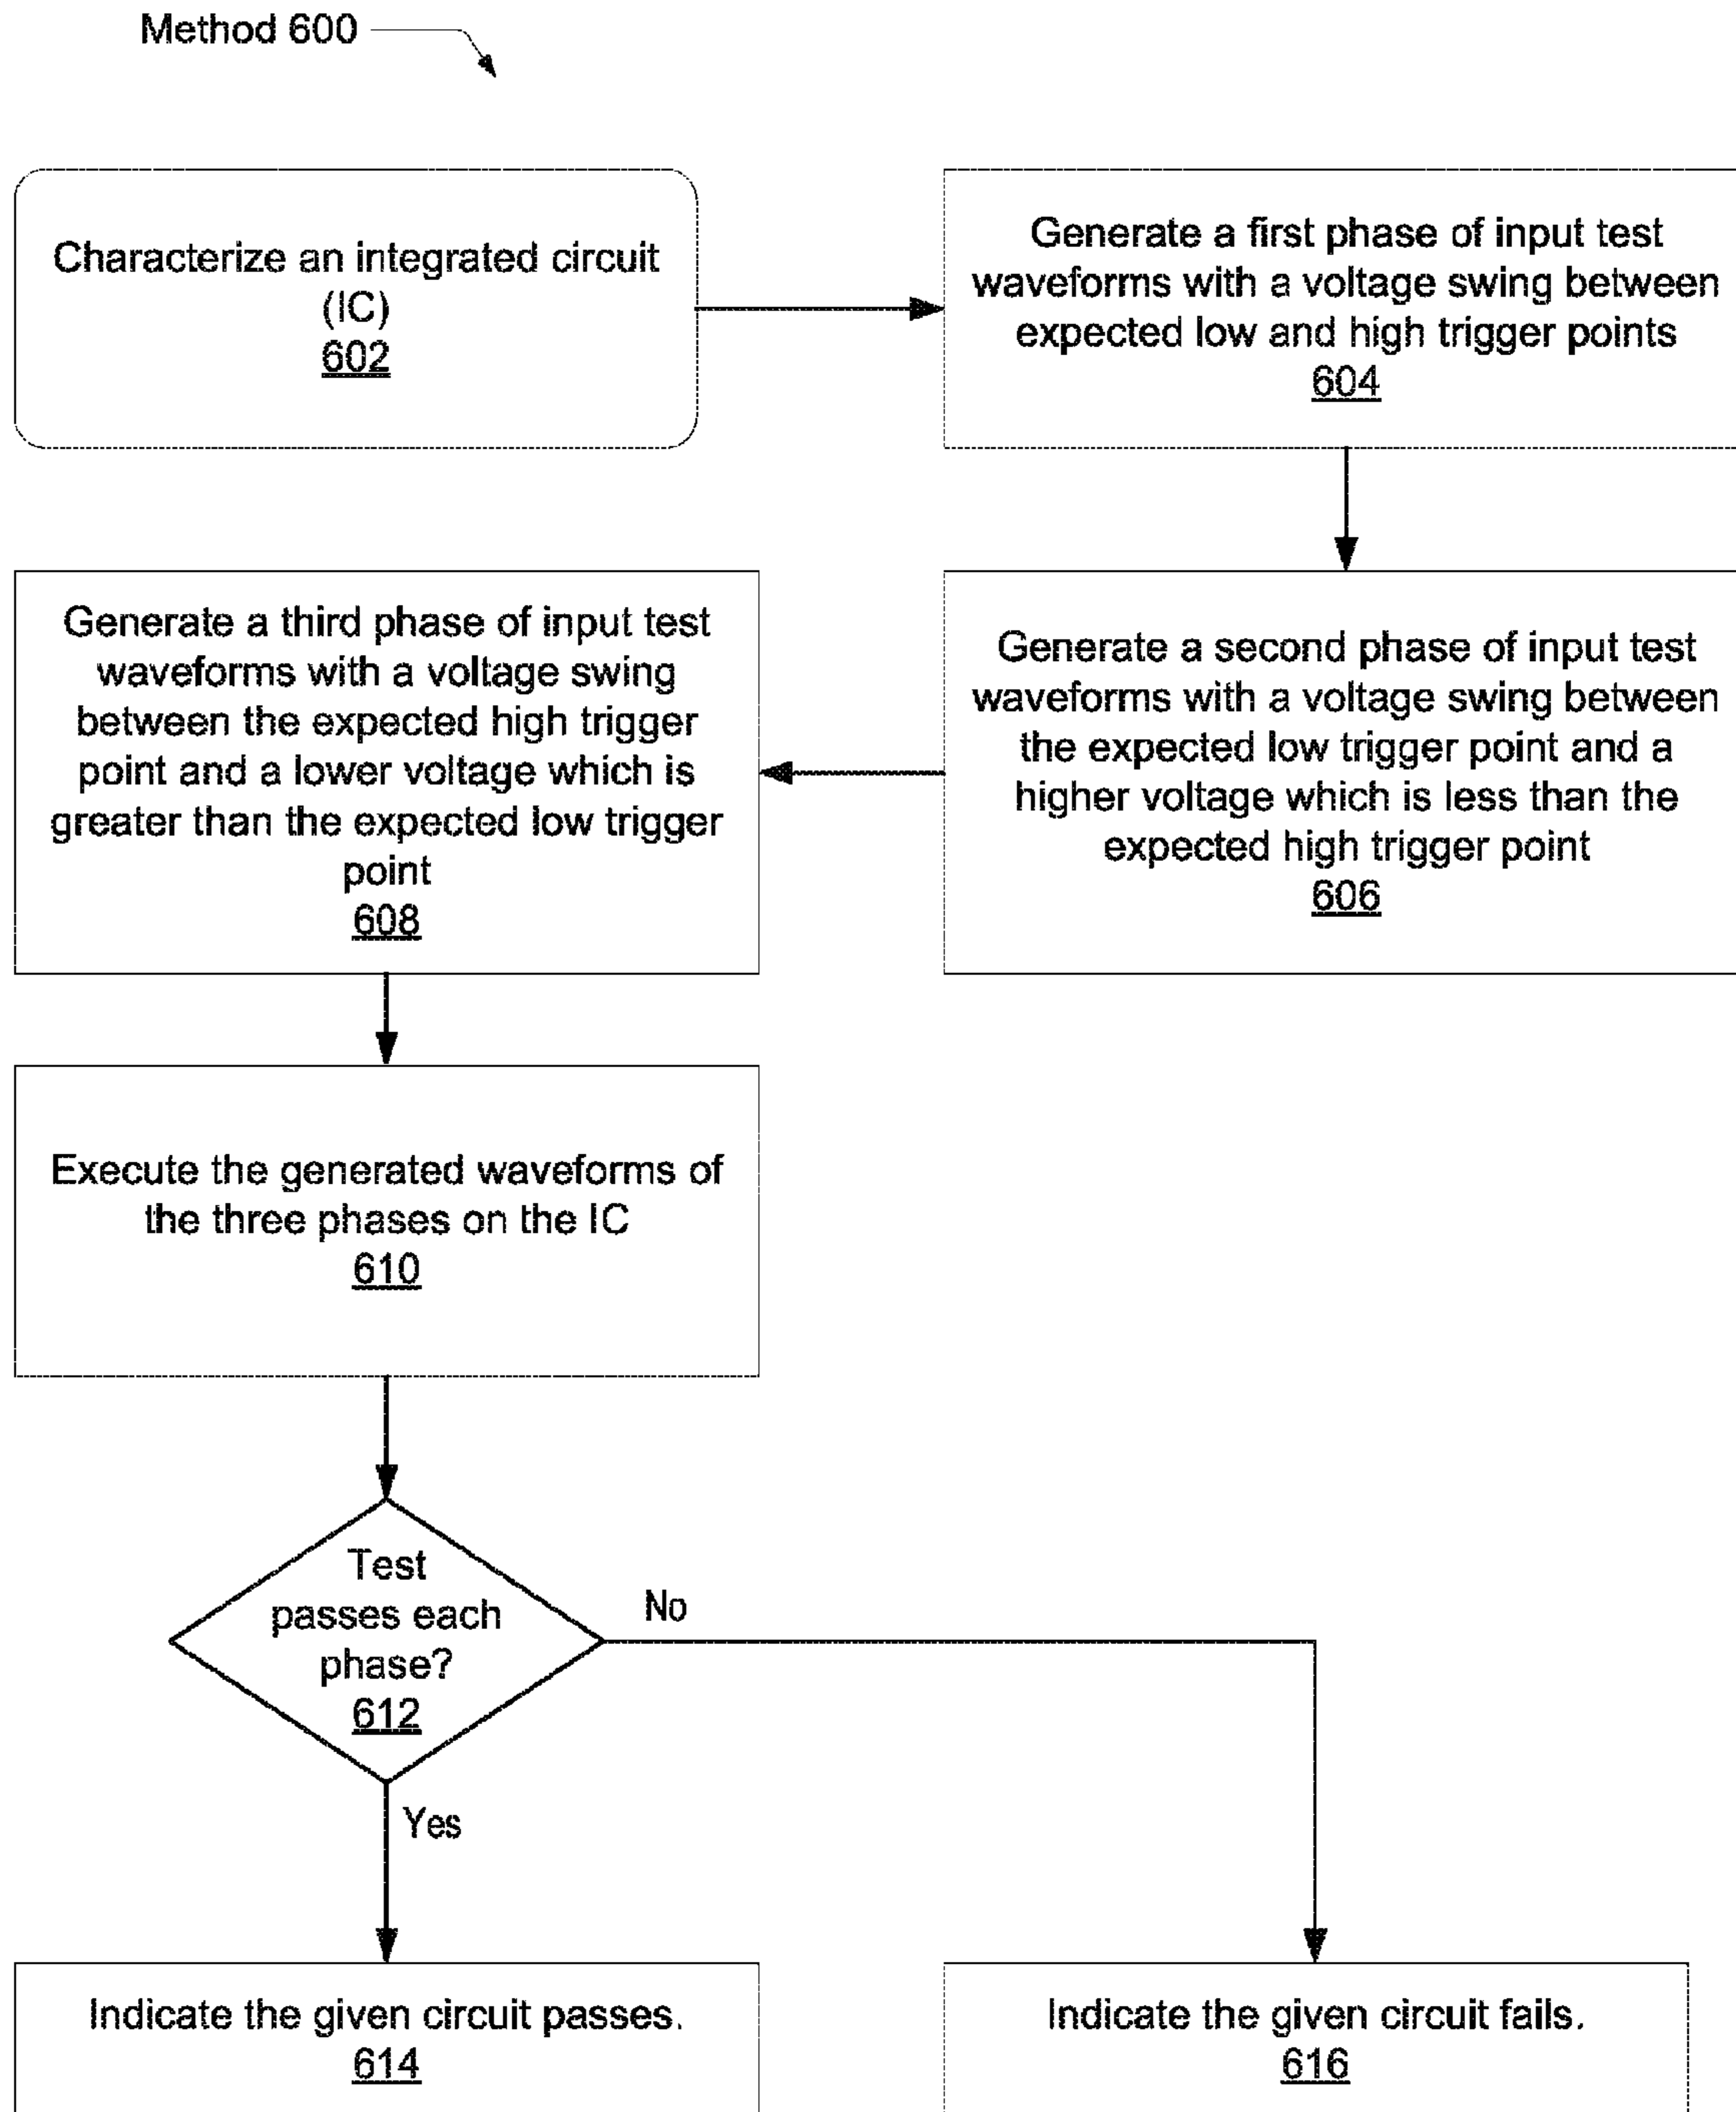 Method 600
Characterize an integrated circuit
(IC)
602
Generate a first phase of input test
waveforms with a voltage swing between
expected low and high trigger points
604
Generate a second phase of input test
waveforms with a voltage swing between
the expected low trigger point and a
higher voltage which is less than the
expected high trigger point
606
Generate a third phase of input test
waveforms with a voltage swing
between the expected high trigger
point and a lower voltage which is
greater than the expected low trigger
point
608
Execute the generated waveforms of
the three phases on the IC
610
Test
passes each
phase?
612
No
Yes
Indicate the given circuit passes.
614
Indicate the given circuit fails.
616